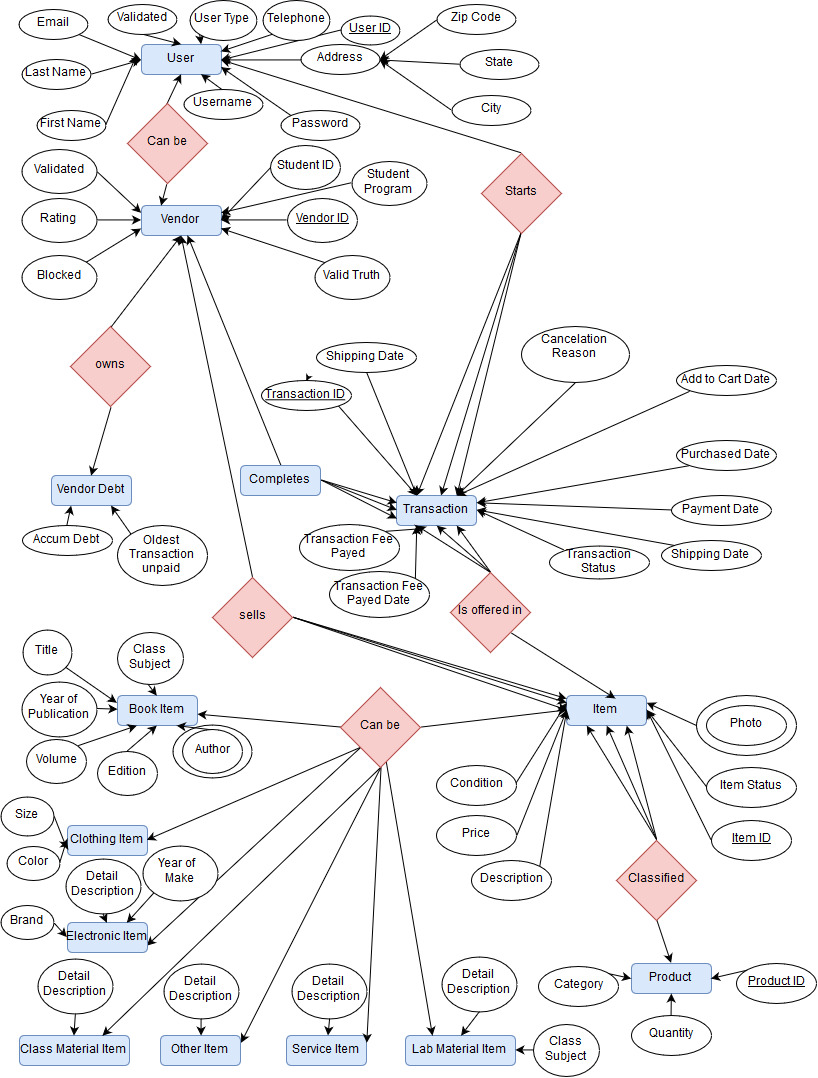 Email
Validated
User Type
Telephone
User ID
Zip Code
User
Address
State
Last Name
Username
City
First Name
Password
Can be
Validated
Student ID
Student
Program
Starts
Rating
Vendor
Vendor ID
Blocked
Valid Truth
owns
Shipping Date
Cancelation
Reason
Transaction ID
Add to Cart Date
Purchased Date
Vendor Debt
Completes
Transaction
Payment Date
Accum Debt
Oldest
Transaction
unpaid
Transaction Fee
Payed
Transaction
Status
Shipping Date
Transaction Fee
Payed Date
sells
Is offered in
Title
Class
Subject
Year of
Publication
Book Item
Can be
Item
Photo
Volume
Edition
Author
Condition
Item Status
Size
Clothing Item
Price
Item ID
Color
Detail
Description
Year of
Make
Description
Classified
Brand
Electronic Item
Detail
Description
Detail
Description
Detail
Description
Detail
Description
Category
Product
Product ID
Quantity
Class Material Item
Other Item
Service Item
Lab Material Item
Class
Subject